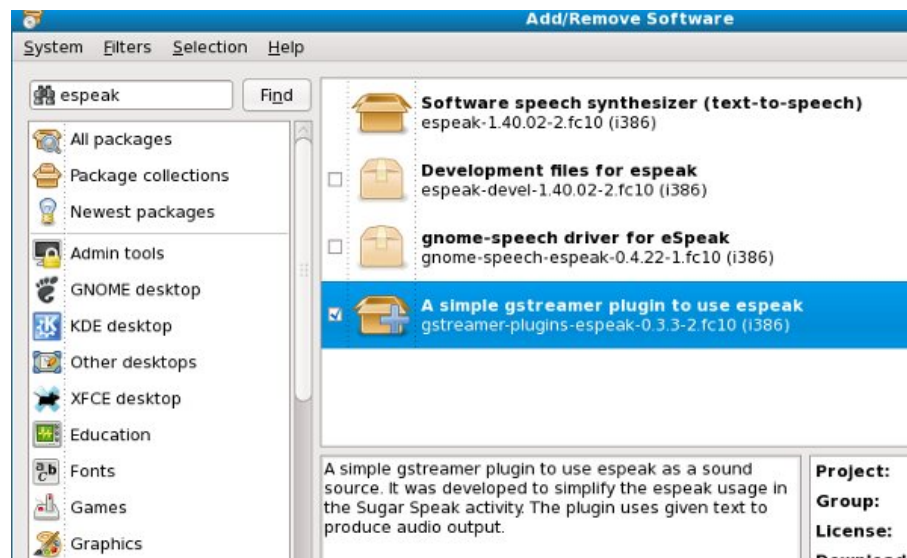 Add/Remove Software
System Filters Selection Help
espeak
Find
All packages
Package collections
Newest packages
Admin tools
GNOME desktop
KDE desktop
Other desktops
XFCE desktop
Education
Fonts
Games
Graphics
Software speech synthesizer (text-to-speech)
espeak-1.40.02-2.fc10 (i386)
Development files for espeak
espeak-devel-1.40.02-2.fc10 (i386)
gnome-speech driver for eSpeak
gnome-speech-espeak-0.4.22-1.fc10 (i386)
A simple gstreamer plugin to use espeak
gstreamer-plugins-espeak-0.3.3-2.fc10 (i386)
A simple gstreamer plugin to use espeak as a sound
source. It was developed to simplify the espeak usage in
the Sugar Speak activity. The plugin uses given text to
produce audio output.
Project:
Group:
License: